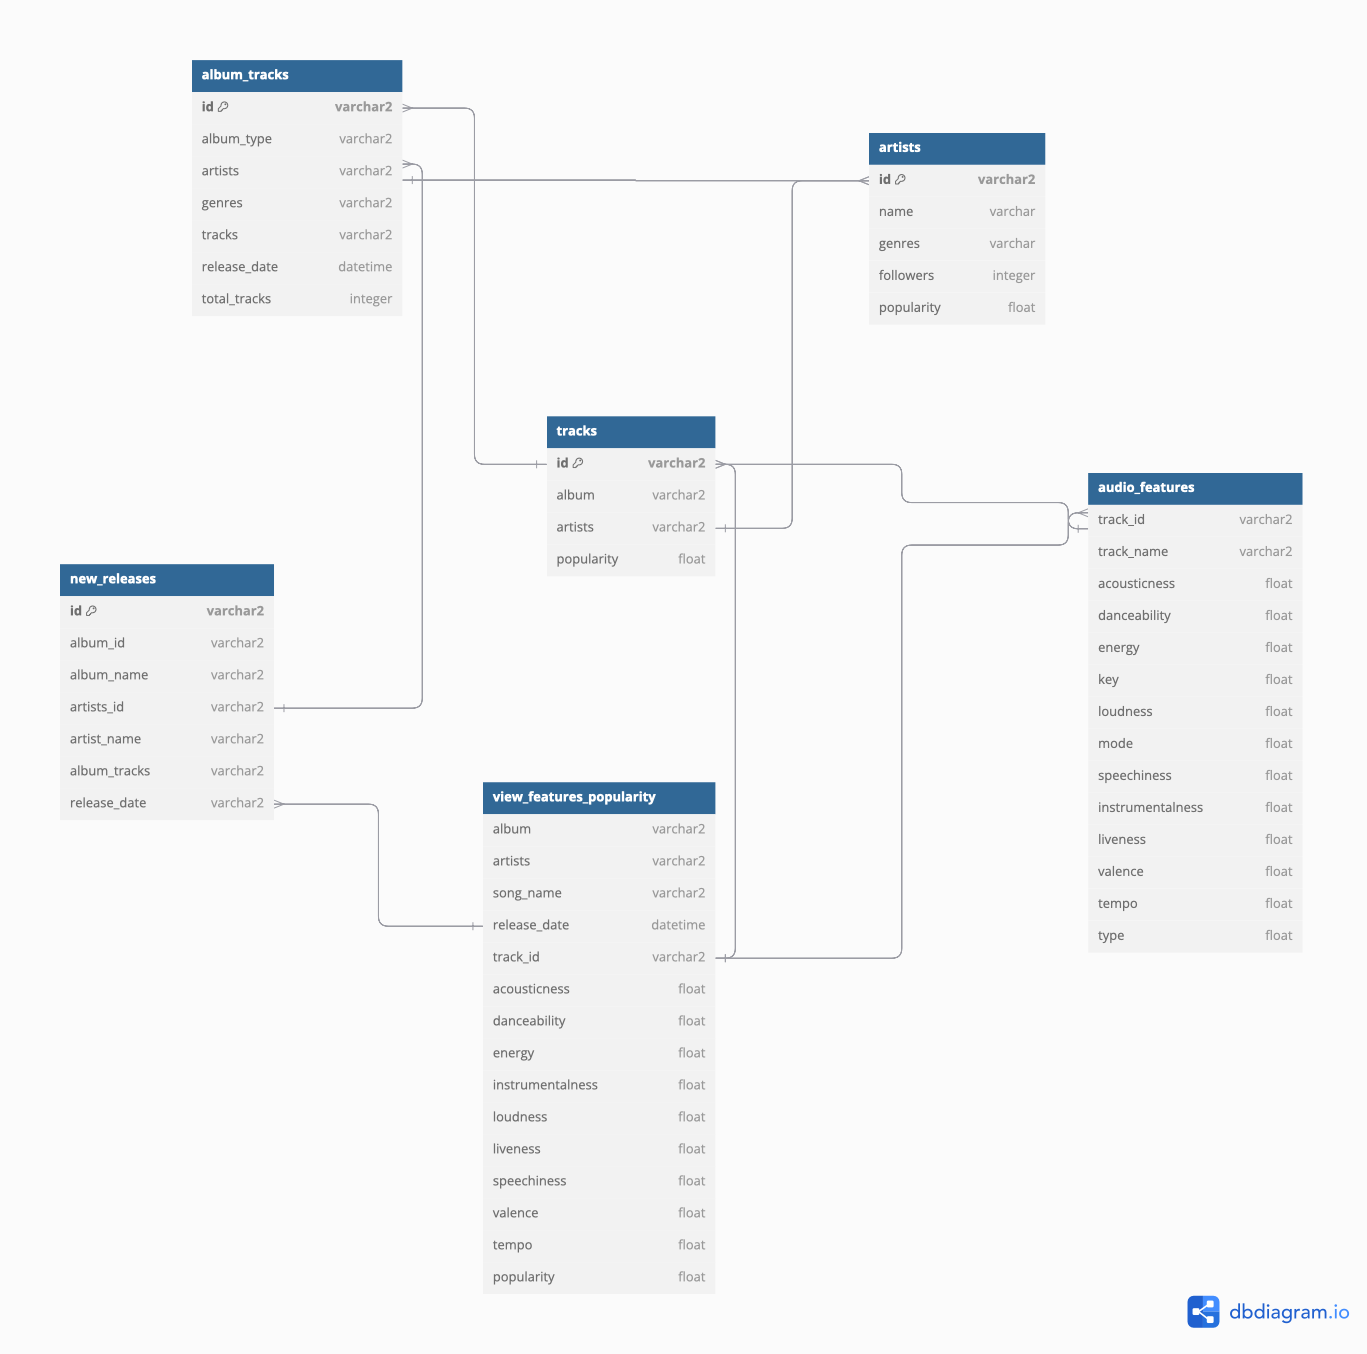 album_tracks
id varchar2
album_type varchar2
artists varchar2
genres varchar2
tracks varchar2
release_date datetime
total_tracks integer
artists
id varchar2
name varchar
genres varchar
followers integer
popularity float
tracks
id varchar2
album varchar2
artists varchar2
popularity float
audio_features
track_id varchar2
track_name varchar2
acousticness float
danceability float
energy float
key float
loudness float
mode float
speechiness float
instrumentalness float
liveness float
valence float
tempo float
type float
new_releases
id varchar2
album_id varchar2
album_name varchar2
artists_id varchar2
artist_name varchar2
album_tracks varchar2
release_date varchar2
view_features_popularity
album varchar2
artists varchar2
song_name varchar2
release_date datetime
track_id varchar2
acousticness float
danceability float
energy float
instrumentalness float
loudness float
liveness float
speechiness float
valence float
tempo float
popularity float
dbdiagram.io